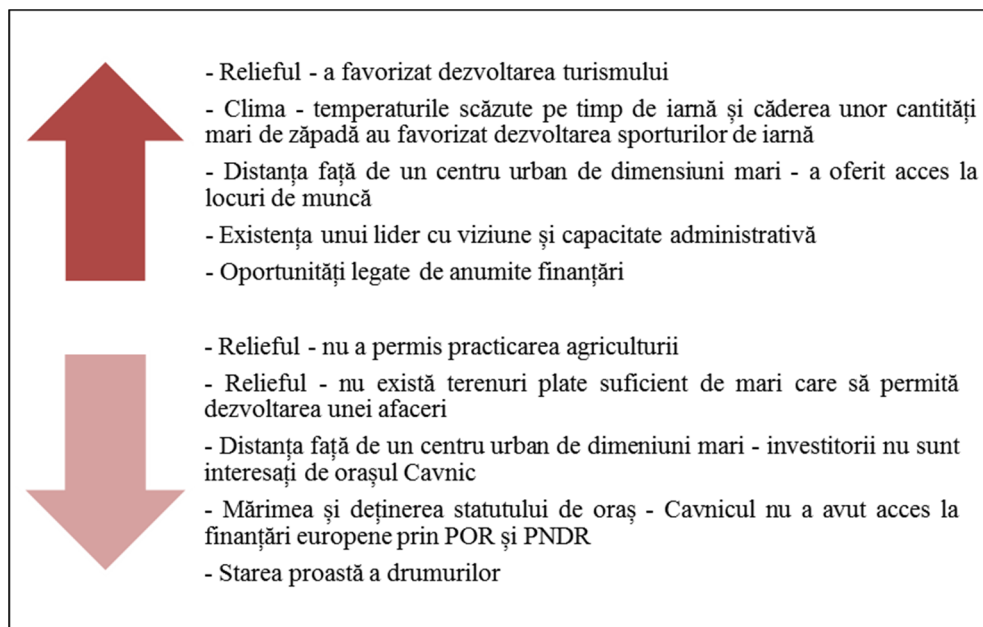 - Relieful - a favorizat dezvoltarea turismului
- Clima - temperaturile scăzute pe timp de iarnă și căderea unor cantități
mari de zăpadă au favorizat dezvoltarea sporturilor de iarnă
- Distanța față de un centru urban de dimensiuni mari - a oferit acces la
locuri de muncă
- Existența unui lider cu viziune și capacitate administrativă
- Oportunități legate de anumite finanțări
- Relieful - nu a permis practicarea agriculturii
- Relieful - nu există terenuri plate suficient de mari care să permită
dezvoltarea unei afaceri
- Distanța față de un centru urban de dimeniuni mari - investitorii nu sunt
interesați de orașul Cavnic
- Mărimea și deținerea statutului de oraș - Cavnicul nu a avut acces la
finanțări europene prin POR și PNDR
- Starea proastă a drumurilor